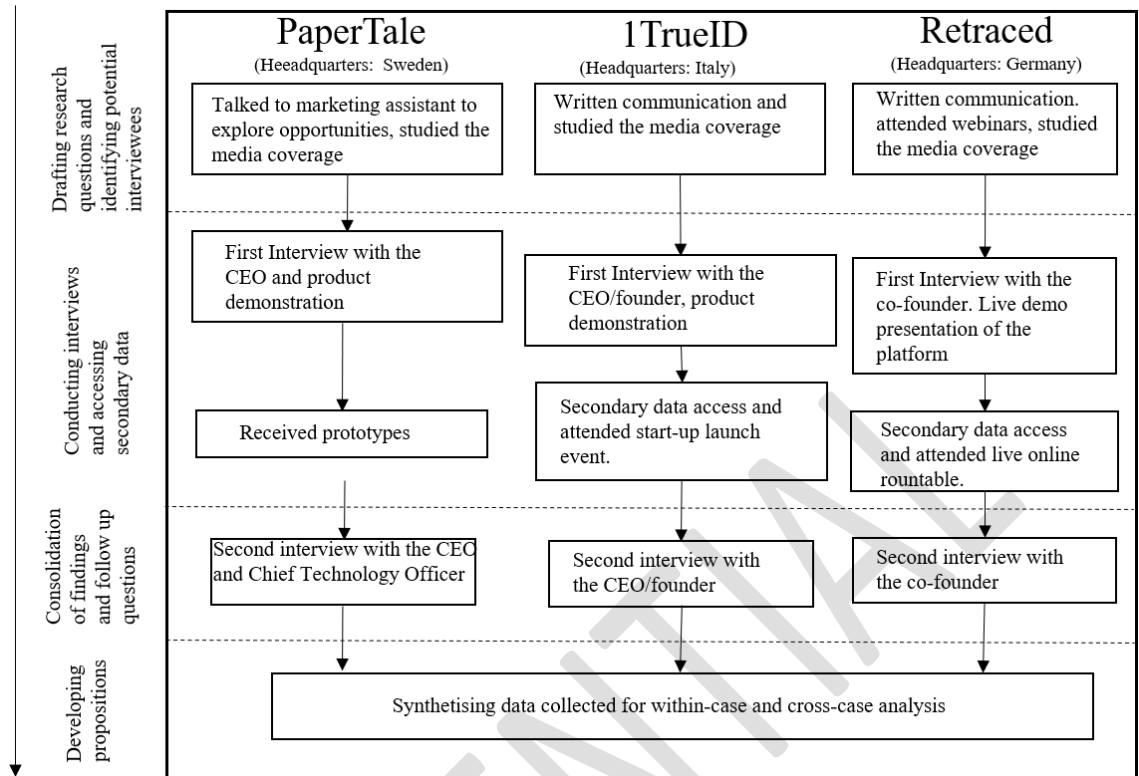 PaperTale
(Heeadquarters: Sweden)
1TrueID
(Headquarters: Italy)
Retraced
(Headquarters: Germany)
Drafting research
questions and
identifying potential
interviewees
Talked to marketing assistant to
explore opportunities, studied the
media coverage
Written communication and
studied the media coverage
Written communication.
attended webinars, studied
the media coverage
Conducting interviews
and accessing
secondary data
First Interview with the
CEO and product
demonstration
First Interview with the
CEO/founder, product
demonstration
First Interview with the
co-founder. Live demo
presentation of the
platform
Received prototypes
Secondary data access and
attended start-up launch
event.
Secondary data access
and attended live online
rountable.
Consolidation
of findings
and follow up
questions
Second interview with the CEO
and Chief Technology Officer
Second interview with
the CEO/founder
Second interview with
the co-founder
Developing
propositions
Synthetising data collected for within-case and cross-case analysis
ENTIAL